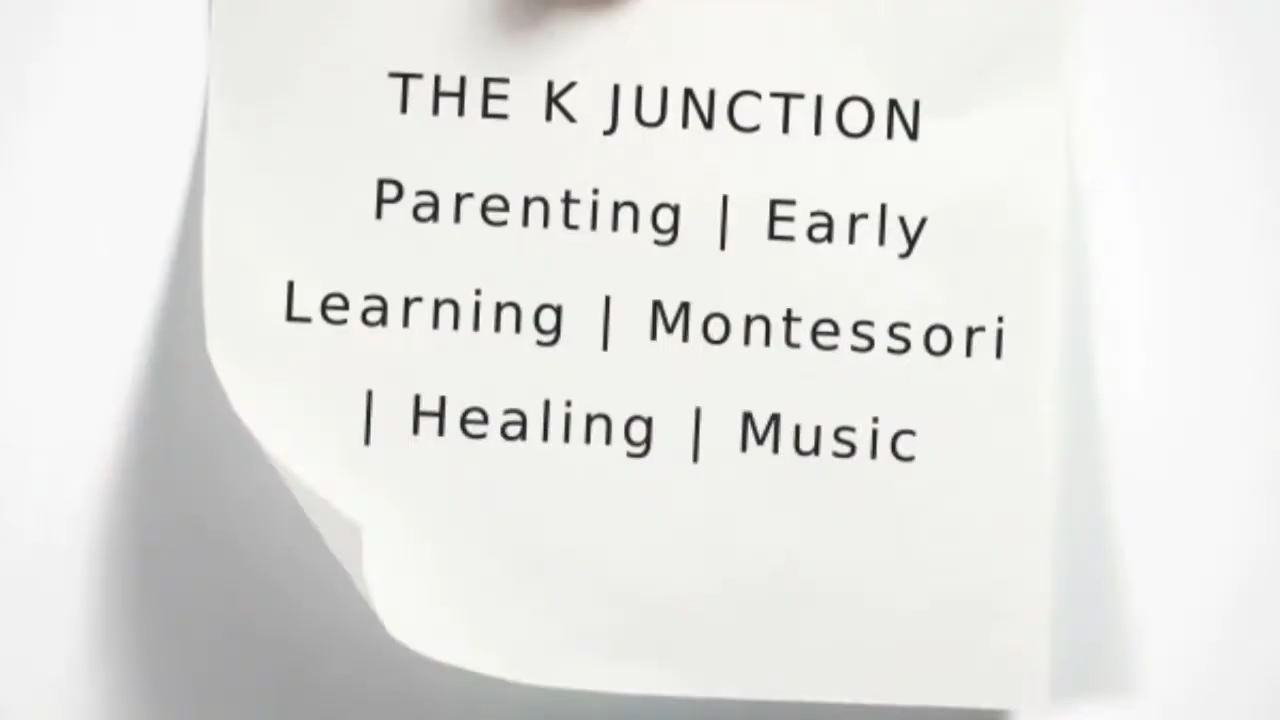 THE K JUNCTION
Parenting | Early
Learning | Montessori
| Healing | Music